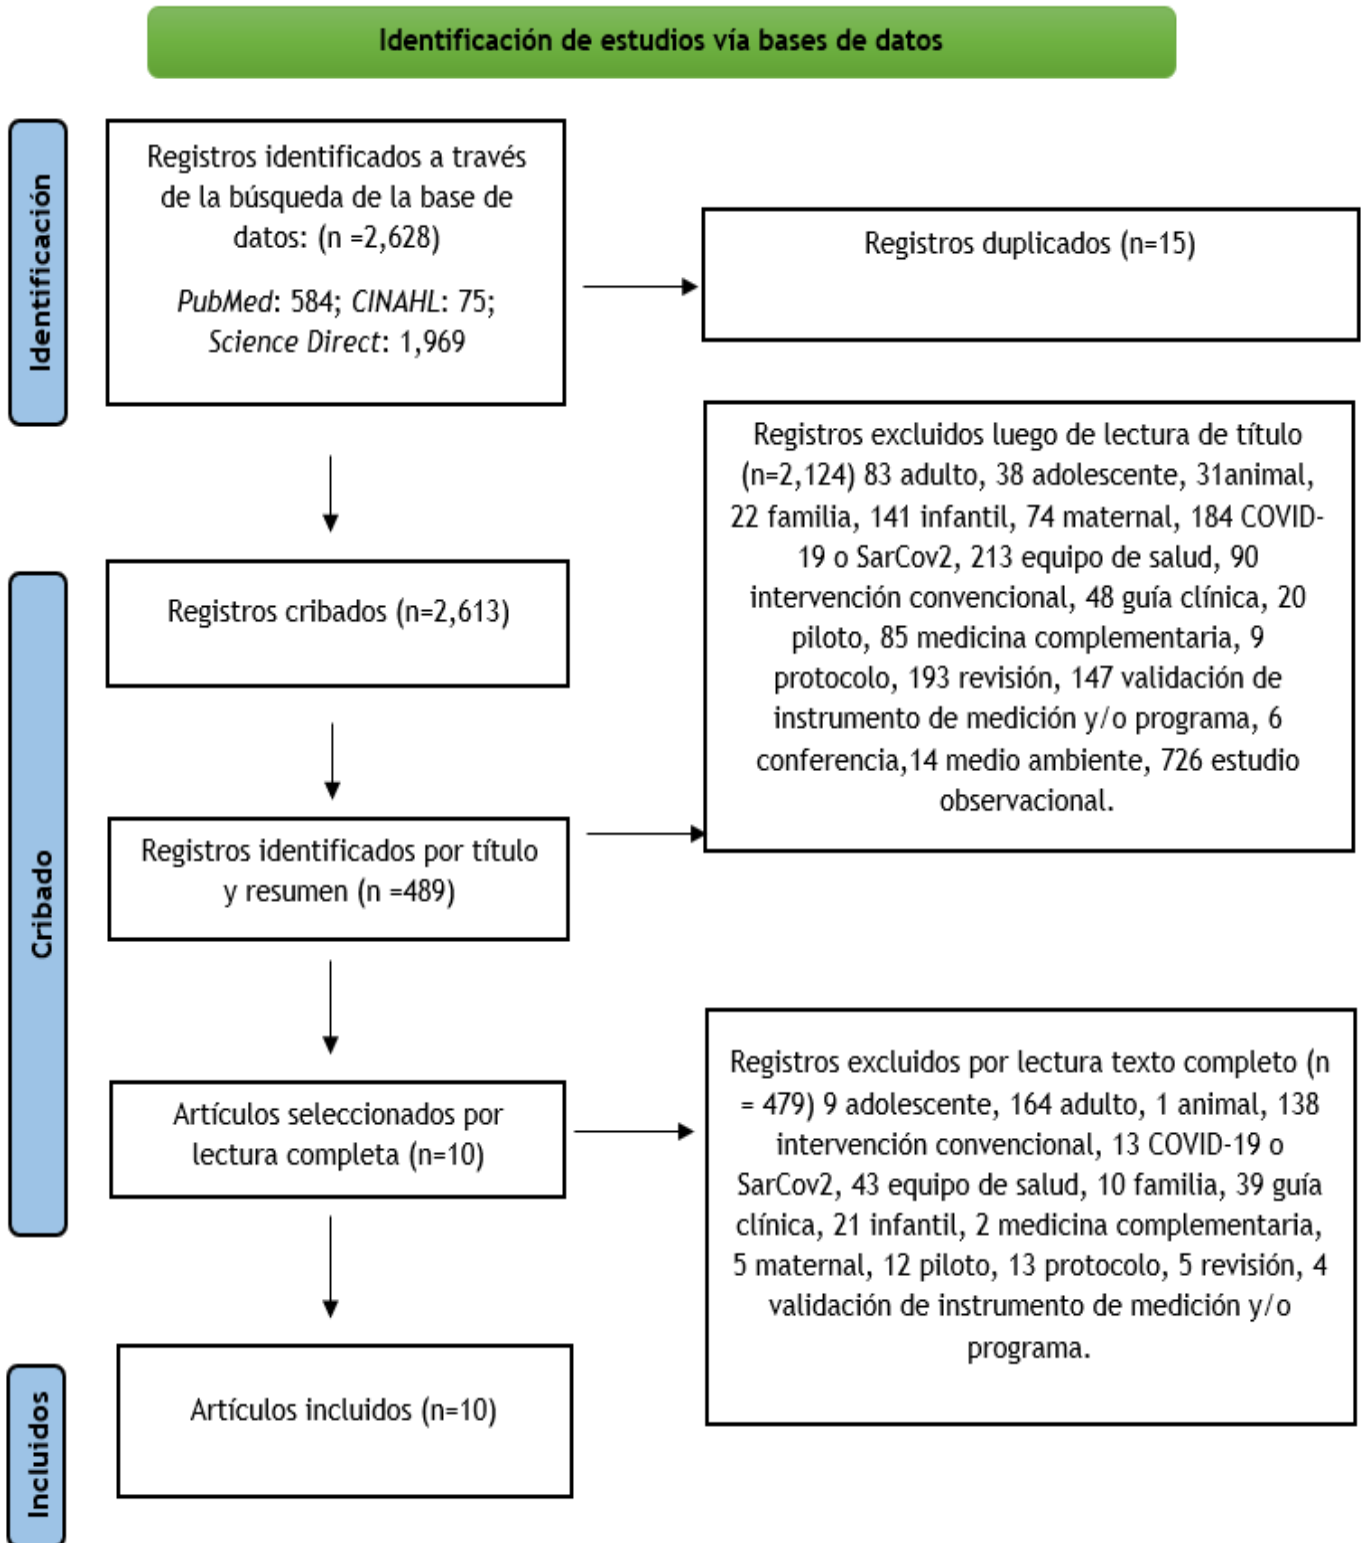 Identificación de estudios vía bases de datos
Identificación
Registros identificados a través
de la búsqueda de la base de
datos: (n =2,628)
PubMed: 584; CINAHL: 75;
Science Direct: 1,969
Registros duplicados (n=15)
Cribado
Registros cribados (n=2,613)
Registros excluidos luego de lectura de título
(n=2,124) 83 adulto, 38 adolescente, 31animal,
22 familia, 141 infantil, 74 maternal, 184 COVID-
19 o SarCov2, 213 equipo de salud, 90
intervención convencional, 48 guía clínica, 20
piloto, 85 medicina complementaria, 9
protocolo, 193 revisión, 147 validación de
instrumento de medición y/o programa, 6
conferencia,14 medio ambiente, 726 estudio
observacional.
Registros identificados por título
y resumen (n =489)
Artículos seleccionados por
lectura completa (n=10)
Registros excluidos por lectura texto completo (n
= 479) 9 adolescente, 164 adulto, 1 animal, 138
intervención convencional, 13 COVID-19 o
SarCov2, 43 equipo de salud, 10 familia, 39 guía
clínica, 21 infantil, 2 medicina complementaria,
5 maternal, 12 piloto, 13 protocolo, 5 revisión, 4
validación de instrumento de medición y/o
programa.
Incluidos
Artículos incluidos (n=10)